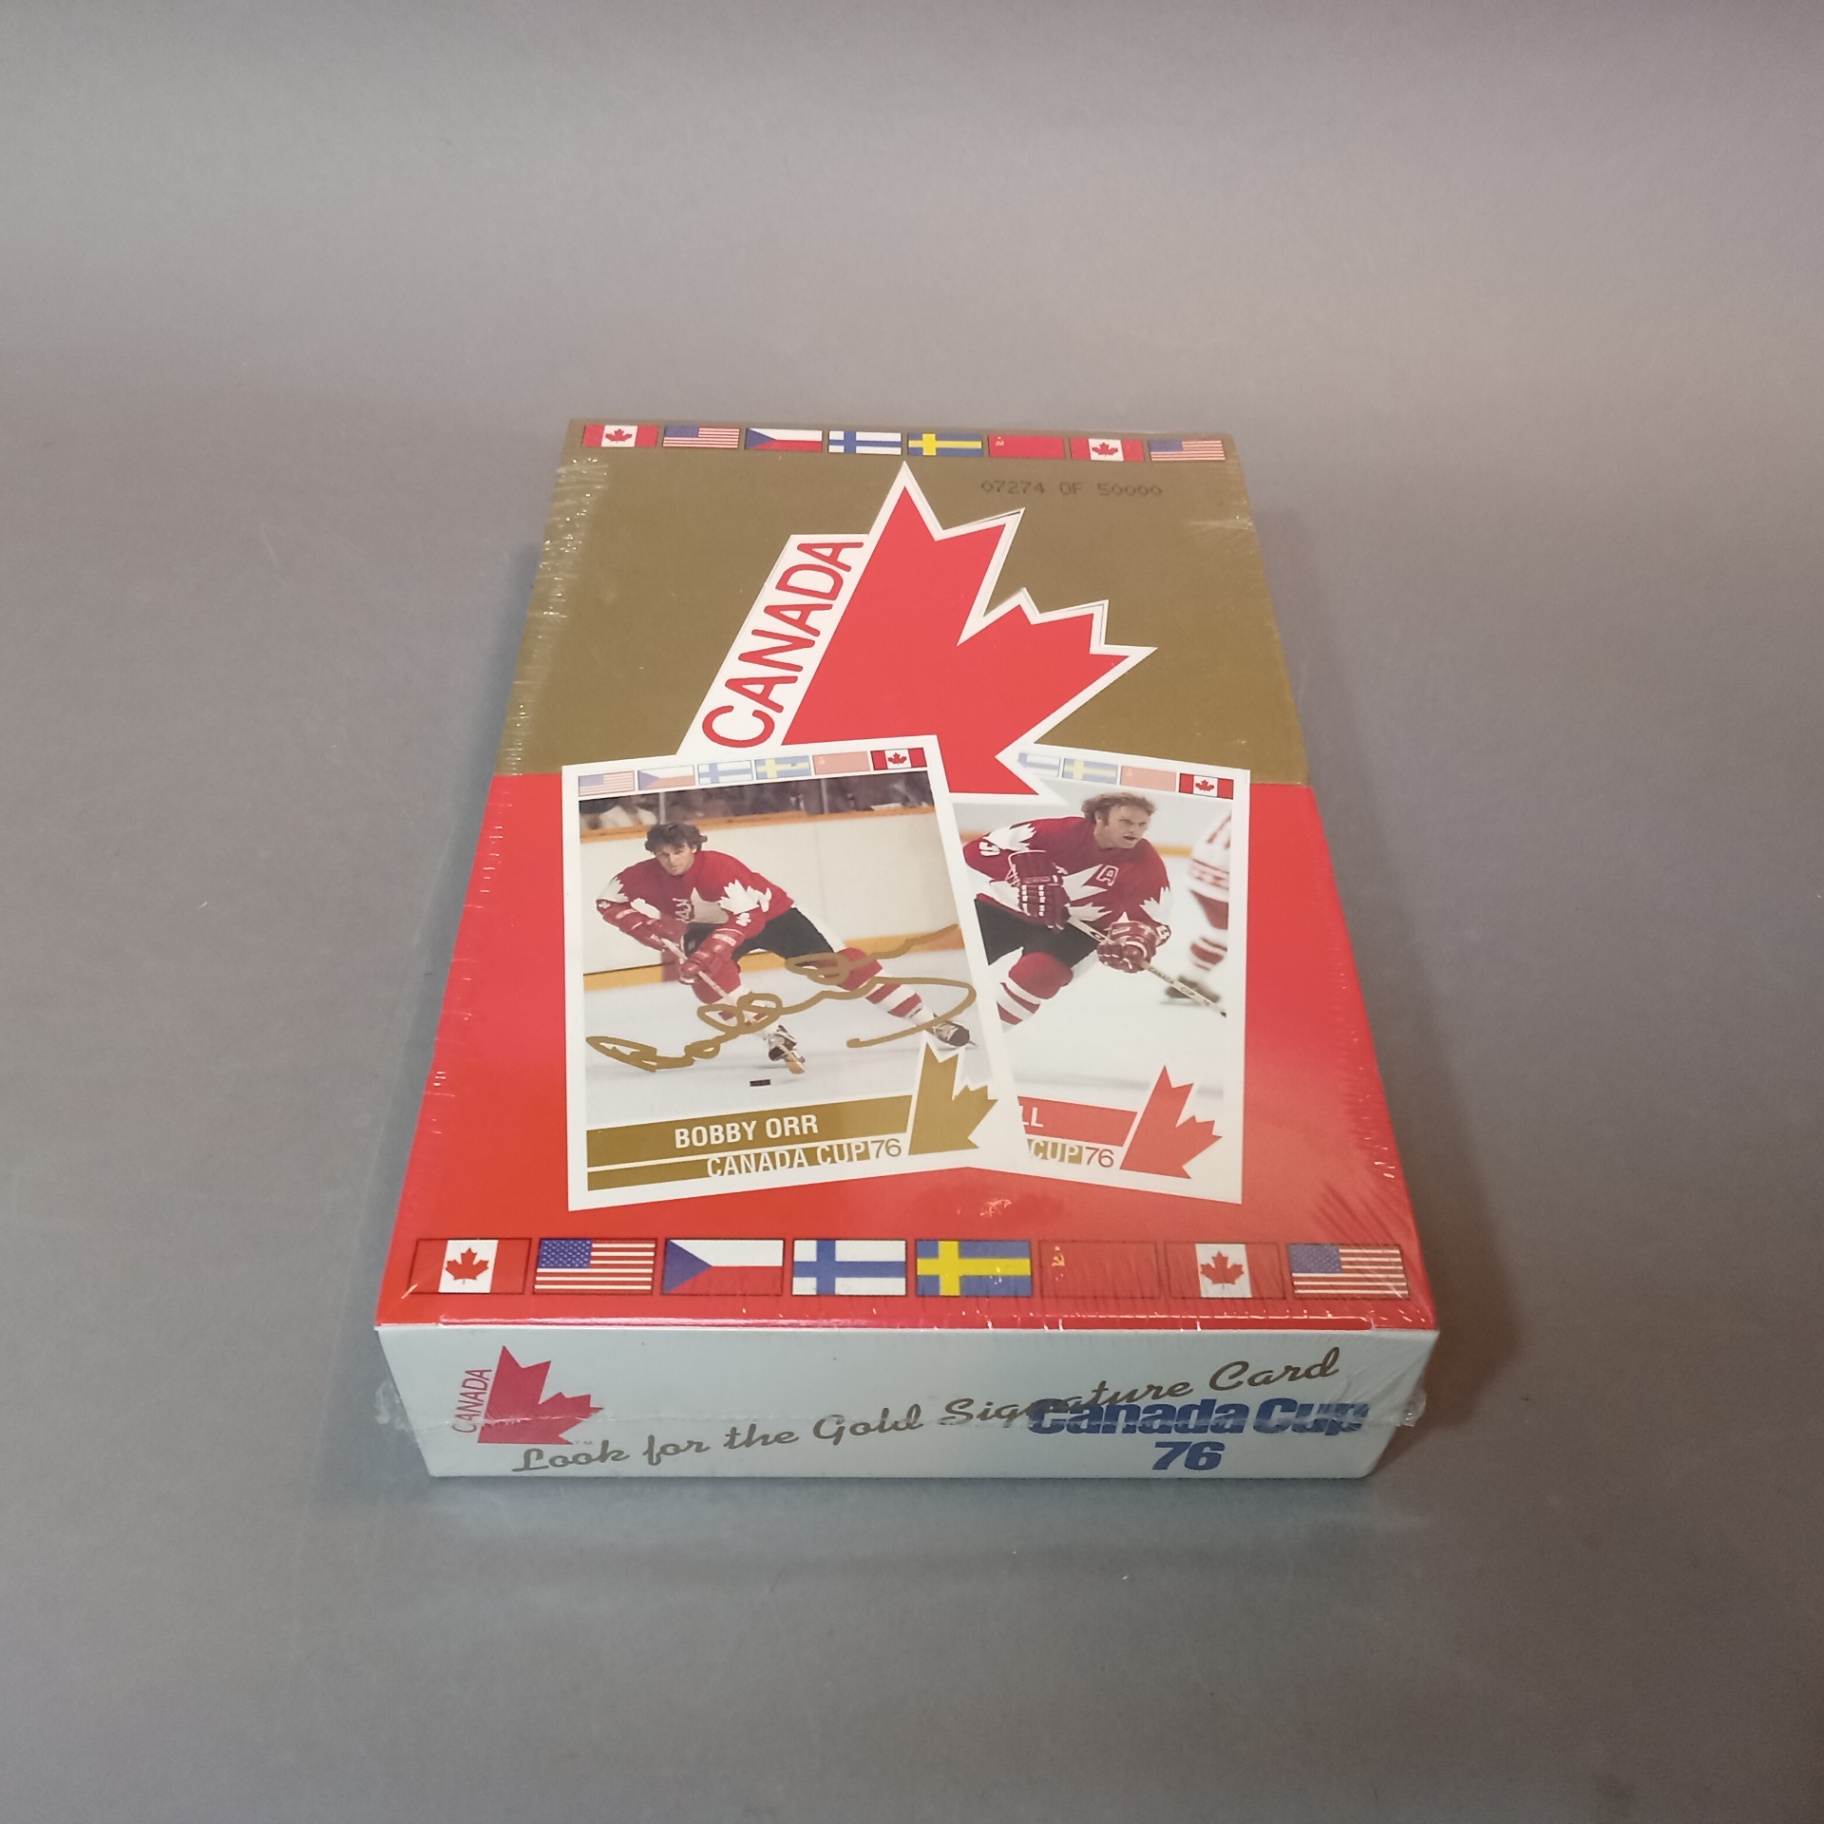 07274 OF 50000
CANADA
BOBBY ORR
CANADA CUP 76
LL
CUP 76
CANADA
Look for the Gold Signature Card
Canada Cup
76